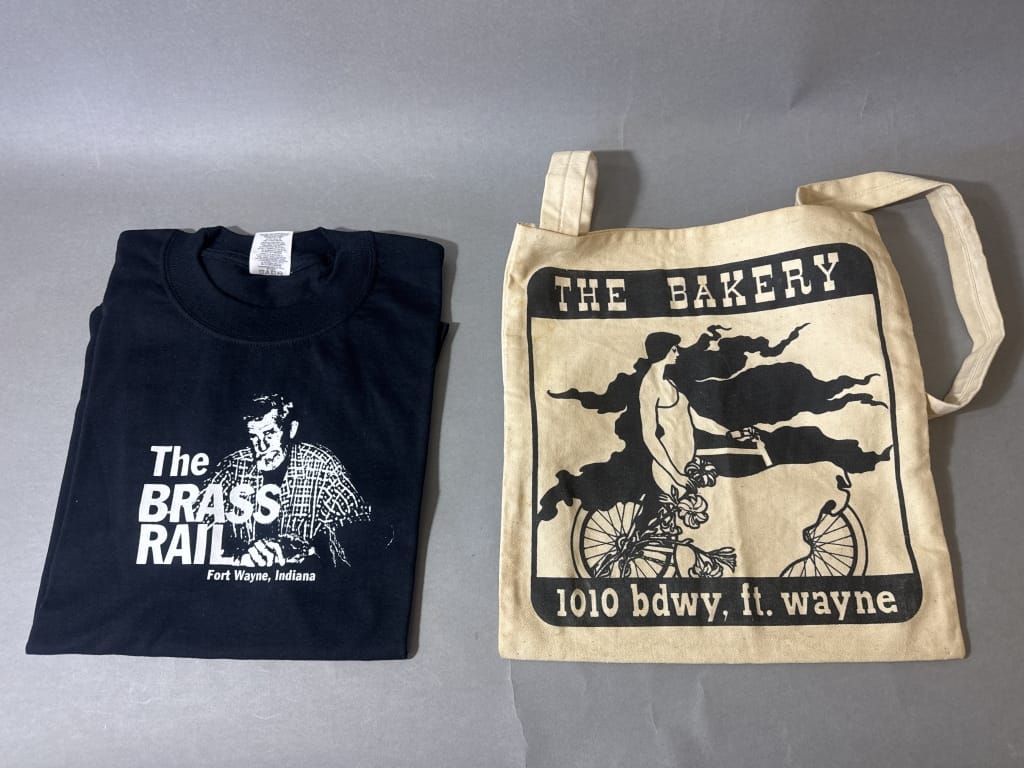 The
BRASS
RAIL
Fort Wayne, Indiana
THE BAKERY
1010 bdwy, ft. wayne